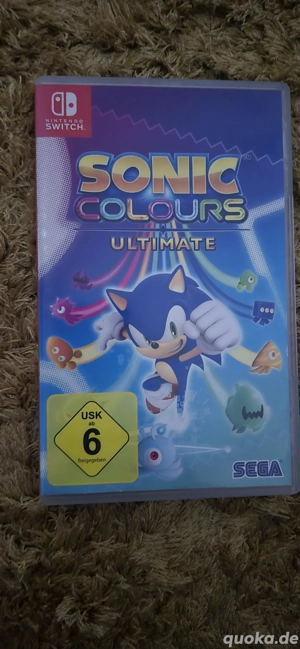 NINTENDO
SWITCH
SONIC
COLOURS
ULTIMATE
USK
ab
6
freigegeben
SEGA
quoka.de